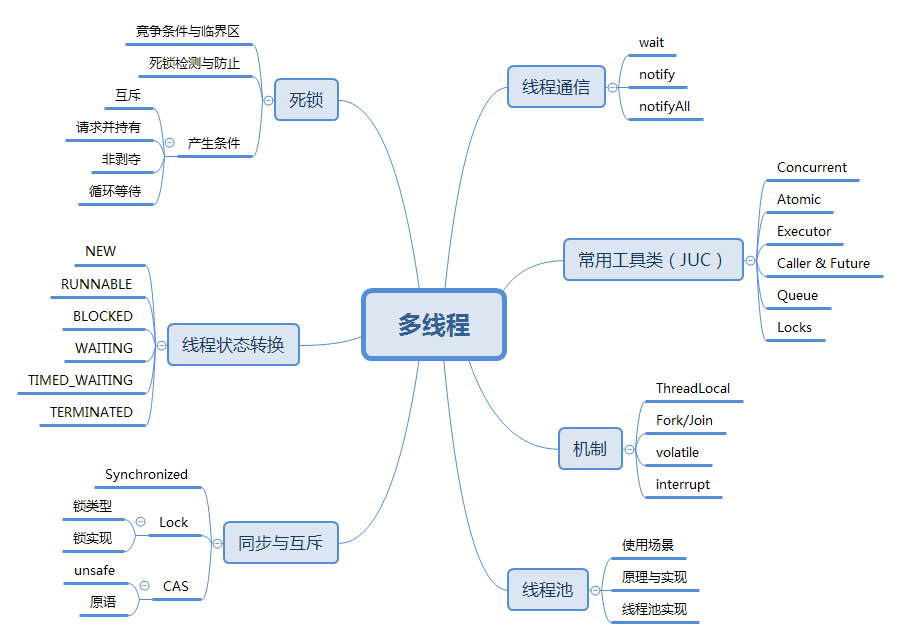 多线程
线程通信
wait
notify
notifyAll
常用工具类（JUC）
Concurrent
Atomic
Executor
Caller & Future
Queue
Locks
机制
ThreadLocal
Fork/Join
volatile
interrupt
线程池
使用场景
原理与实现
线程池实现
死锁
竞争条件与临界区
死锁检测与防止
产生条件
互斥
请求并持有
非剥夺
循环等待
线程状态转换
NEW
RUNNABLE
BLOCKED
WAITING
TIMED_WAITING
TERMINATED
同步与互斥
Synchronized
Lock
锁类型
锁实现
CAS
unsafe
原语